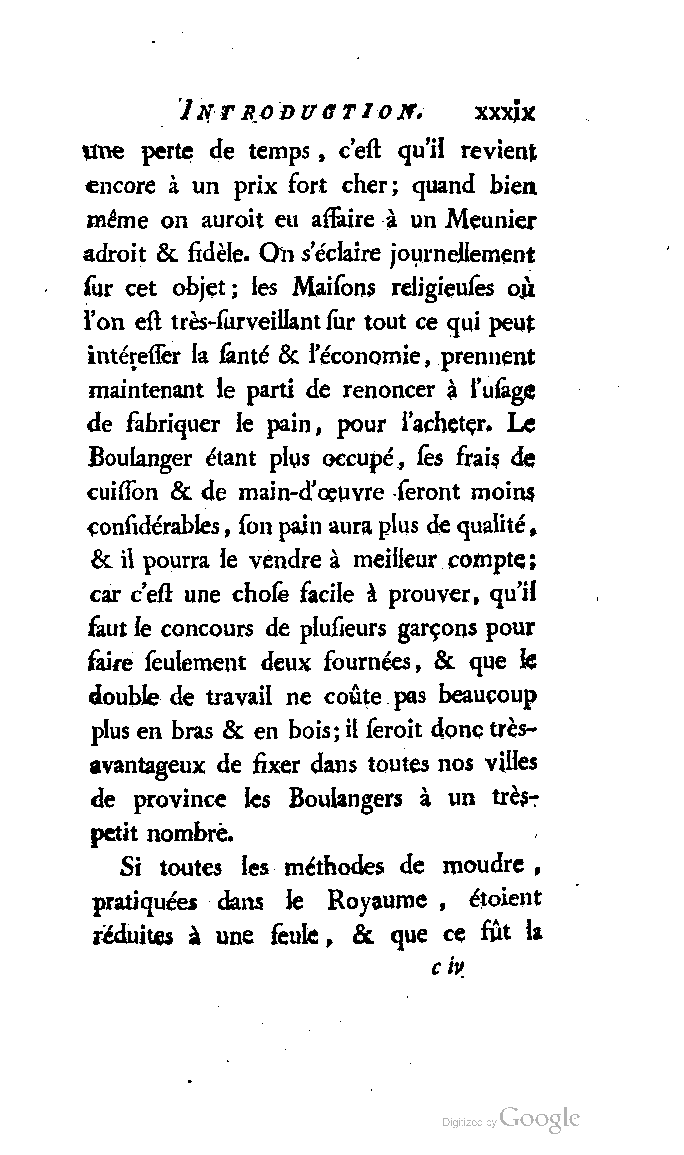 INTRODUCTION. xxxix
une perte de temps, c'eſt qu'il revient
encore à un prix fort cher; quand bien
même on auroit eu affaire à un Meunier
adroit & fidèle. On s'éclaire journellement
ſur cet objet; les Maiſons religieuſes où
l'on eſt très-ſurveillant ſur tout ce qui peut
intéreſſer la ſanté & l'économie, prennent
maintenant le parti de renoncer à l'uſage
de fabriquer le pain, pour l'acheter. Le
Boulanger étant plus occupé, ſes frais de
cuiſſon & de main-d'œuvre ſeront moins
conſidérables, ſon pain aura plus de qualité,
& il pourra le vendre à meilleur compte;
car c'eſt une choſe facile à prouver, qu'il
faut le concours de pluſieurs garçons pour
faire ſeulement deux fournées, & que le
double de travail ne coûte pas beaucoup
plus en bras & en bois; il ſeroit donc très-
avantageux de fixer dans toutes nos villes
de province les Boulangers à un très-
petit nombre.
Si toutes les méthodes de moudre,
pratiquées dans le Royaume, étoient
réduites à une ſeule, & que ce fût la
c iv
Digitized by Google